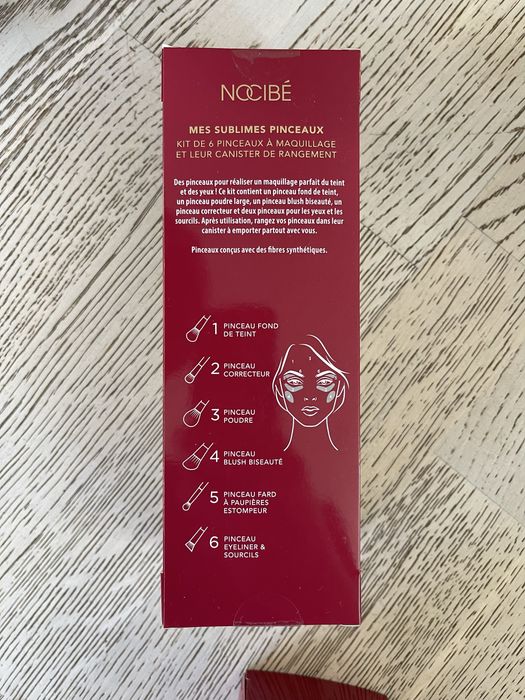 NOCIBÉ
MES SUBLIMES PINCEAUX
KIT DE 6 PINCEAUX À MAQUILLAGE
ET LEUR CANISTER DE RANGEMENT
Des pinceaux pour réaliser un maquillage parfait du teint
et des yeux ! Ce kit contient un pinceau fond de teint,
un pinceau poudre large, un pinceau blush biseauté, un
pinceau correcteur et deux pinceaux pour les yeux et les
sourcils. Après utilisation, rangez vos pinceaux dans leur
canister à emporter partout avec vous.
Pinceaux conçus avec des fibres synthétiques.
1 PINCEAU FOND
DE TEINT
2 PINCEAU
CORRECTEUR
3 PINCEAU
POUDRE
4 PINCEAU
BLUSH BISEAUTÉ
5 PINCEAU FARD
À PAUPIÈRES
ESTOMPEUR
6 PINCEAU
EYELINER &
SOURCILS